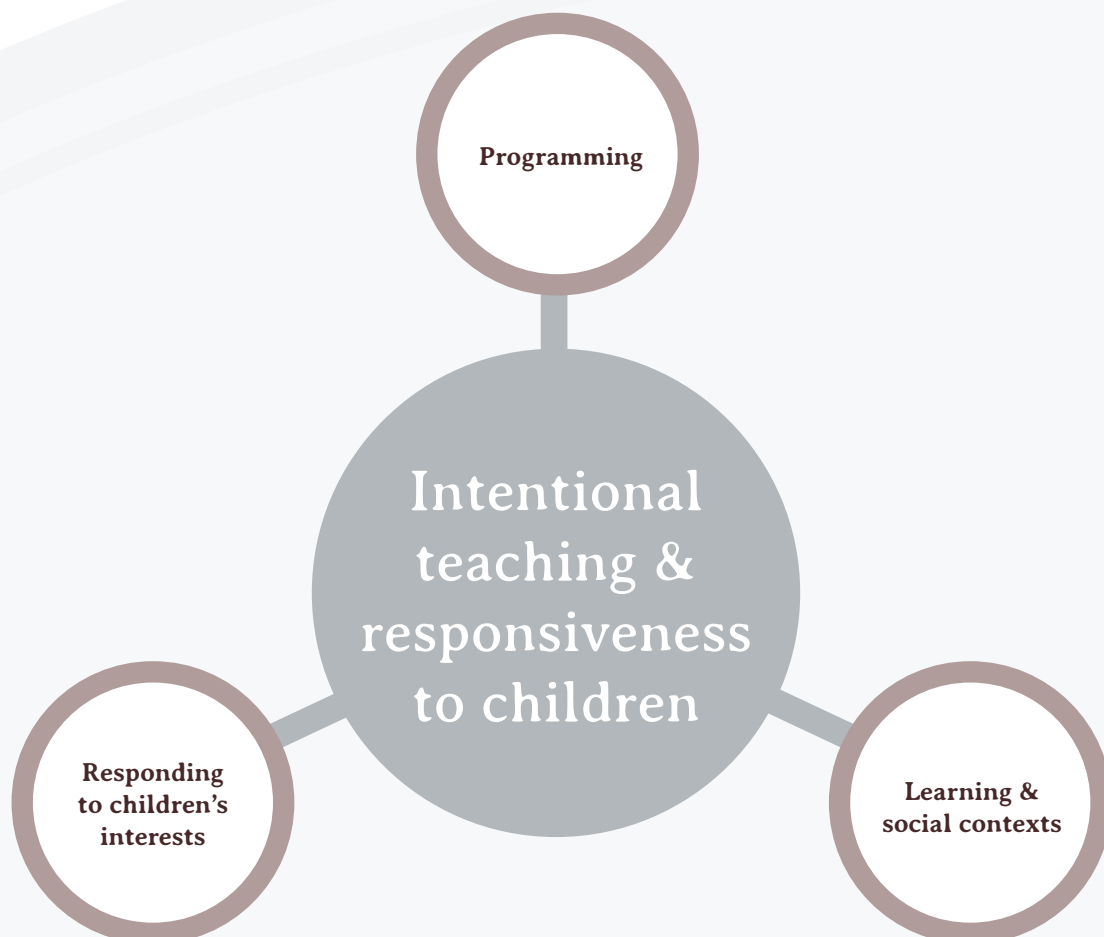 Programming
Intentional
teaching &
responsiveness
to children
Responding
to children’s
interests
Learning &
social contexts